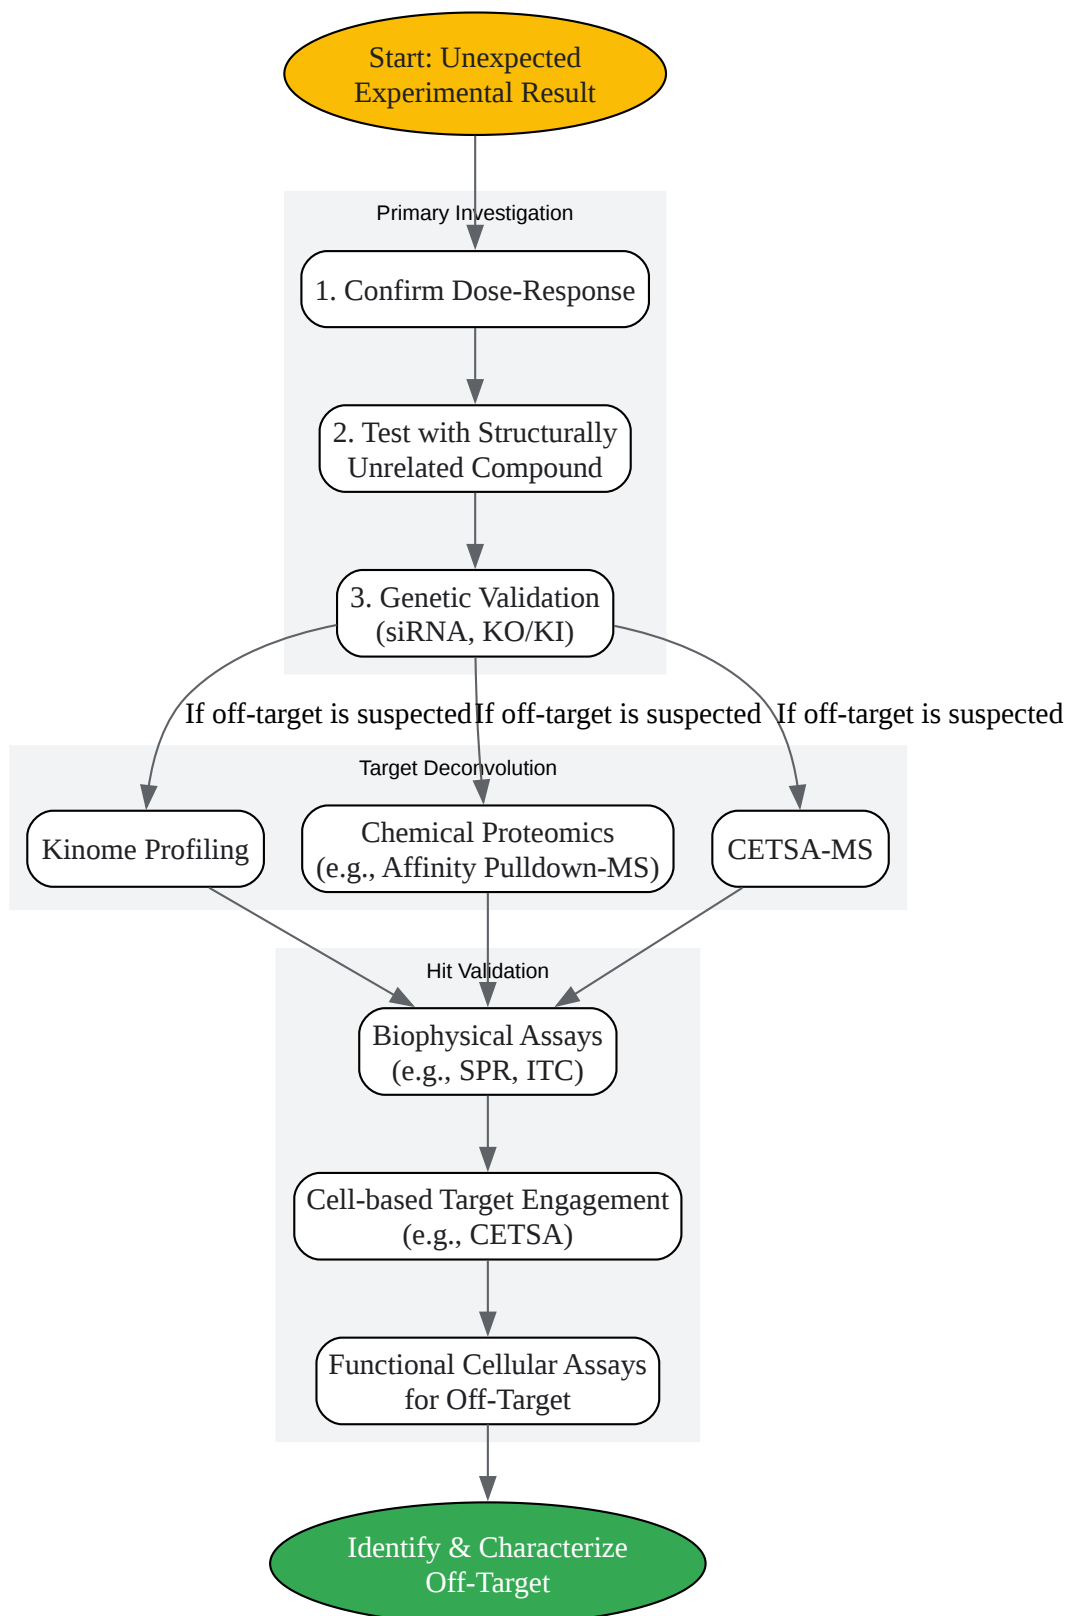 Start: Unexpected
Experimental Result
Primary Investigation
1. Confirm Dose-Response
2. Test with Structurally
Unrelated Compound
3. Genetic Validation
(siRNA, KO/KI)
If off-target is suspected
If off-target is suspected
If off-target is suspected
Target Deconvolution
Kinome Profiling
Chemical Proteomics
(e.g., Affinity Pulldown-MS)
CETSA-MS
Hit Validation
Biophysical Assays
(e.g., SPR, ITC)
Cell-based Target Engagement
(e.g., CETSA)
Functional Cellular Assays
for Off-Target
Identify & Characterize
Off-Target